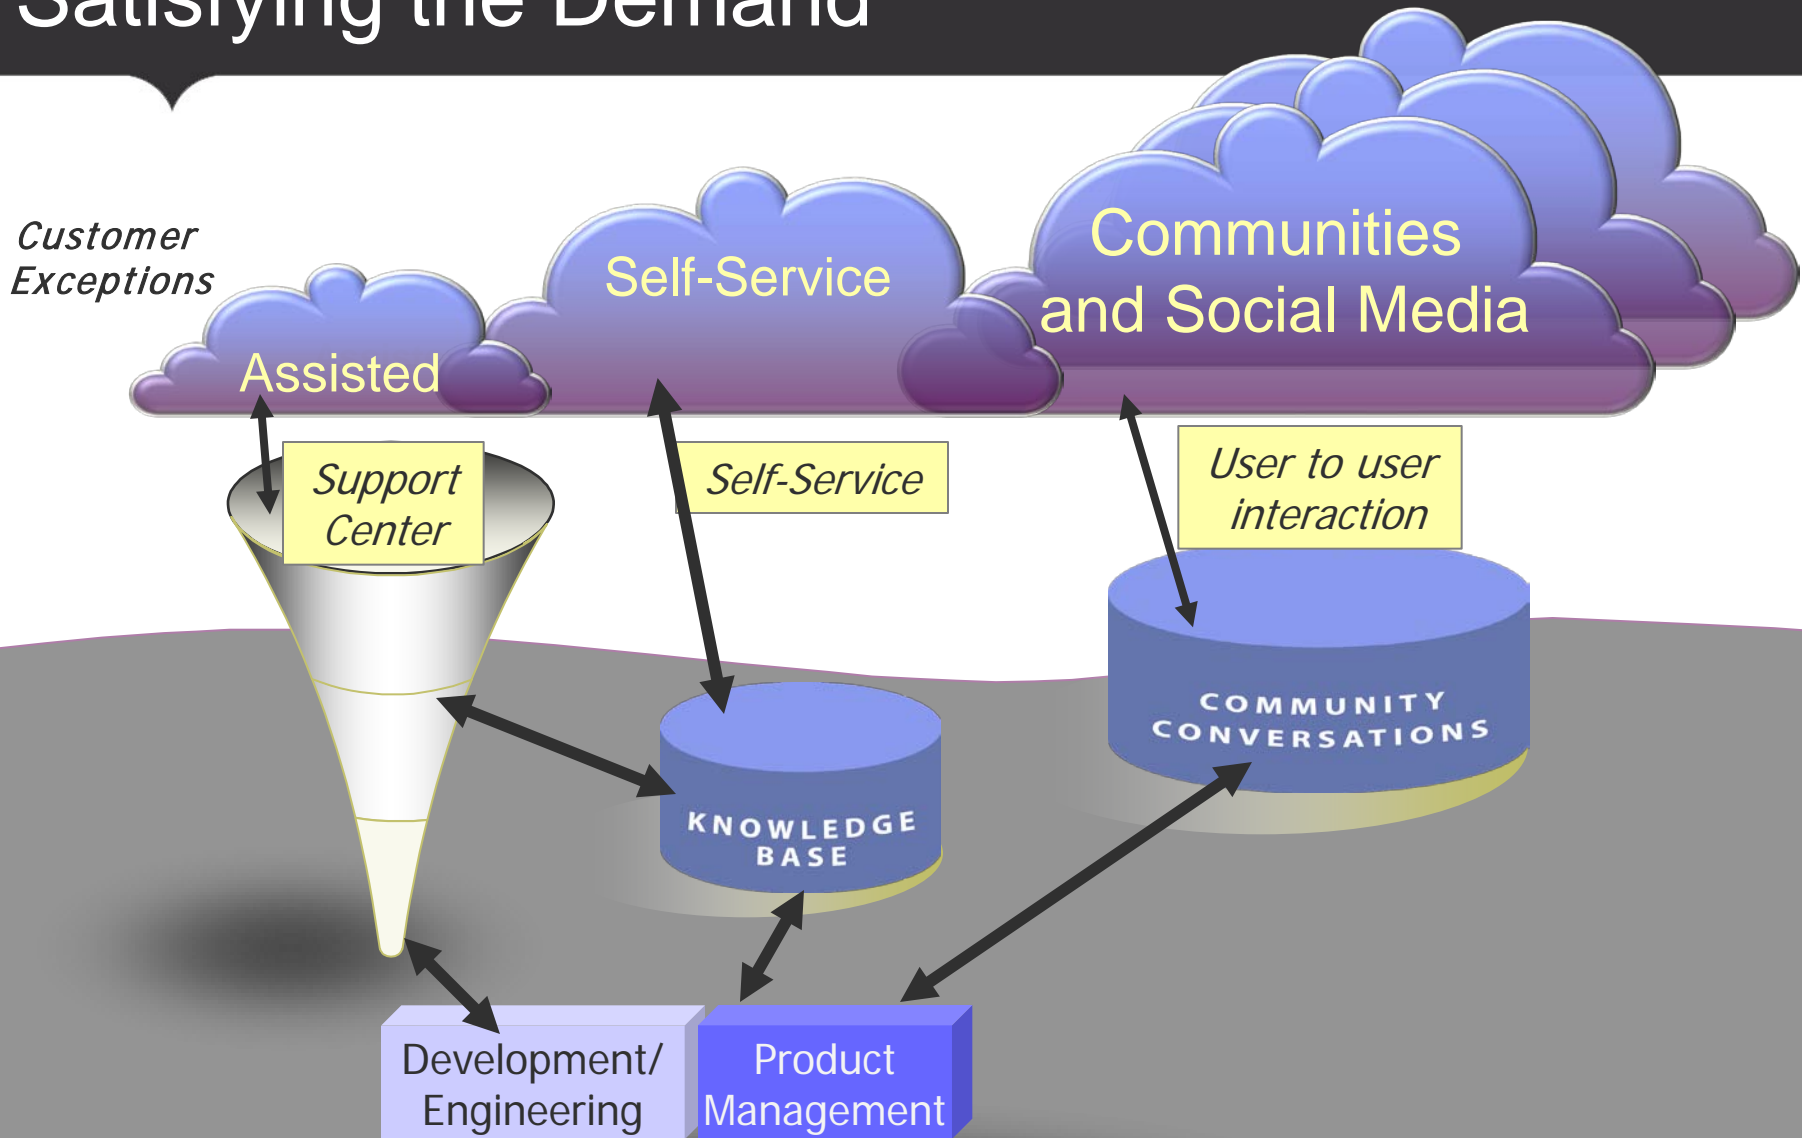 Satisfying the Demand
Customer
Exceptions
Assisted
Self-Service
Communities
and Social Media
Support
Center
Self-Service
User to user
interaction
COMMUNITY
CONVERSATIONS
KNOWLEDGE
BASE
Development/
Engineering
Product
Management